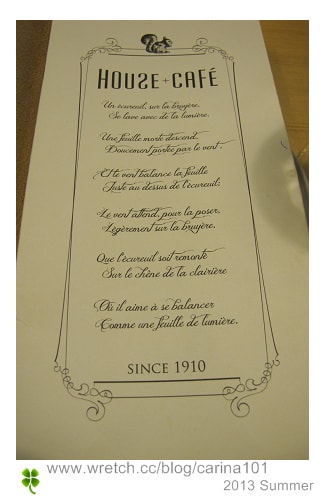 HOUSE + CAFÉ
Un écureuil, sur la bruyère,
Se lave avec de la lumière.
Une feuille morte descend,
Doucement portée par le vent.
Et le vent balance la feuille
Juste au dessus de l'écureuil;
Le vent attend, pour la poser,
Légèrement sur la bruyère,
Que l'écureuil soit remonté
Sur le chêne de la clairière
Où il aime à se balancer
Comme une feuille de lumière.
SINCE 1910
www.wretch.cc/blog/carina101
2013 Summer